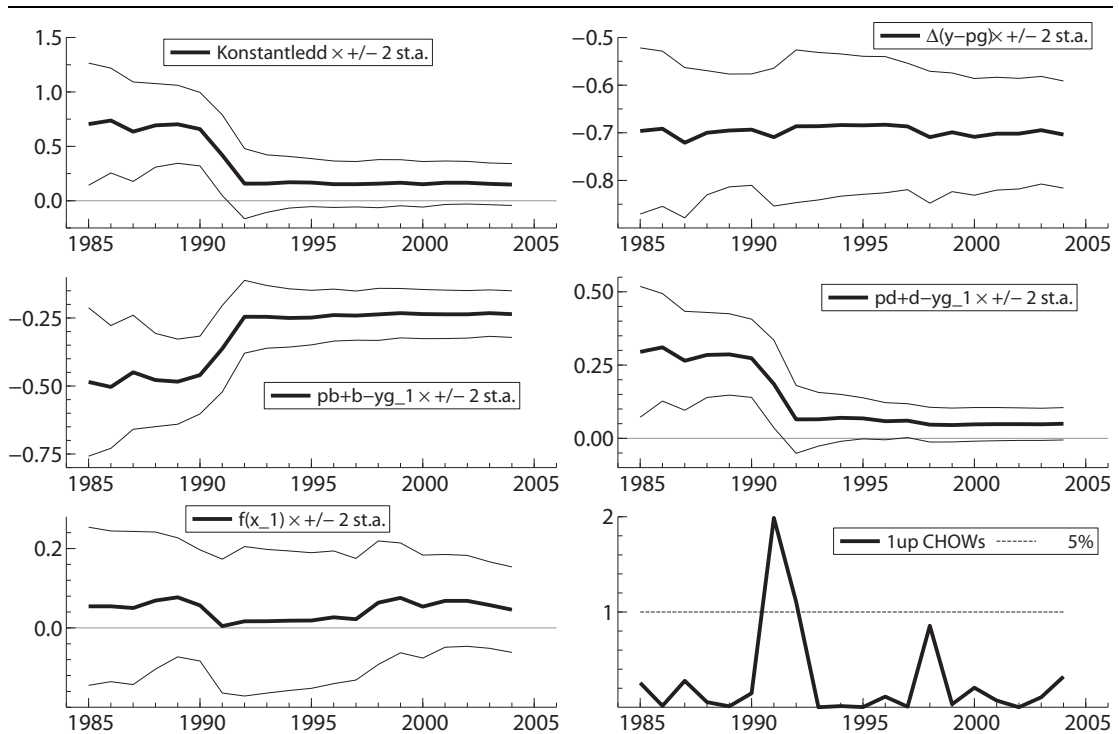 1.5
1.0
0.5
0.0
1985 1990 1995 2000 2005
Konstantledd × +/− 2 st.a.
−0.5
−0.6
−0.7
−0.8
1985 1990 1995 2000 2005
Δ(y−pg)× +/− 2 st.a.
−0.25
−0.50
−0.75
1985 1990 1995 2000 2005
pb+b−yg_1 × +/− 2 st.a.
0.50
0.25
0.00
1985 1990 1995 2000 2005
pd+d−yg_1 × +/− 2 st.a.
0.2
0.0
1985 1990 1995 2000 2005
f(x_1) × +/− 2 st.a.
2
1
1985 1990 1995 2000 2005
1up CHOWs 5%